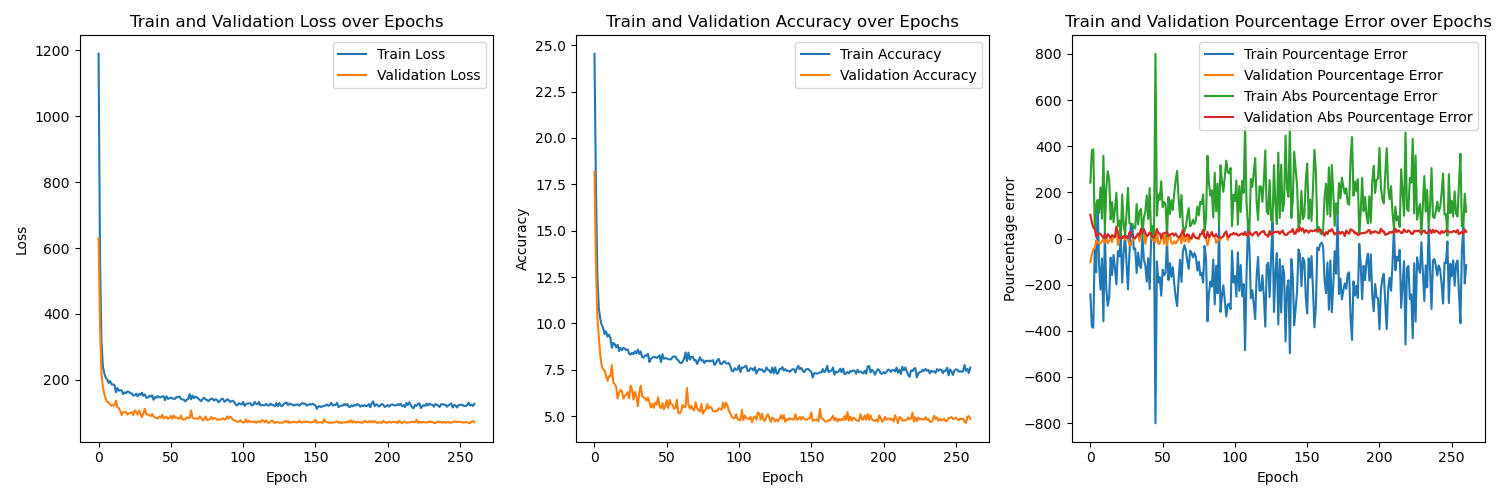 Train and Validation Loss over Epochs
Train Loss
Validation Loss
1200
1000
800
600
400
200
Loss
0
50
100
150
200
250
Epoch
Train and Validation Accuracy over Epochs
Train Accuracy
Validation Accuracy
25.0
22.5
20.0
17.5
15.0
12.5
10.0
7.5
5.0
Accuracy
0
50
100
150
200
250
Epoch
Train and Validation Pourcentage Error over Epochs
Train Pourcentage Error
Validation Pourcentage Error
Train Abs Pourcentage Error
Validation Abs Pourcentage Error
800
600
400
200
0
−200
−400
−600
−800
Pourcentage error
0
50
100
150
200
250
Epoch